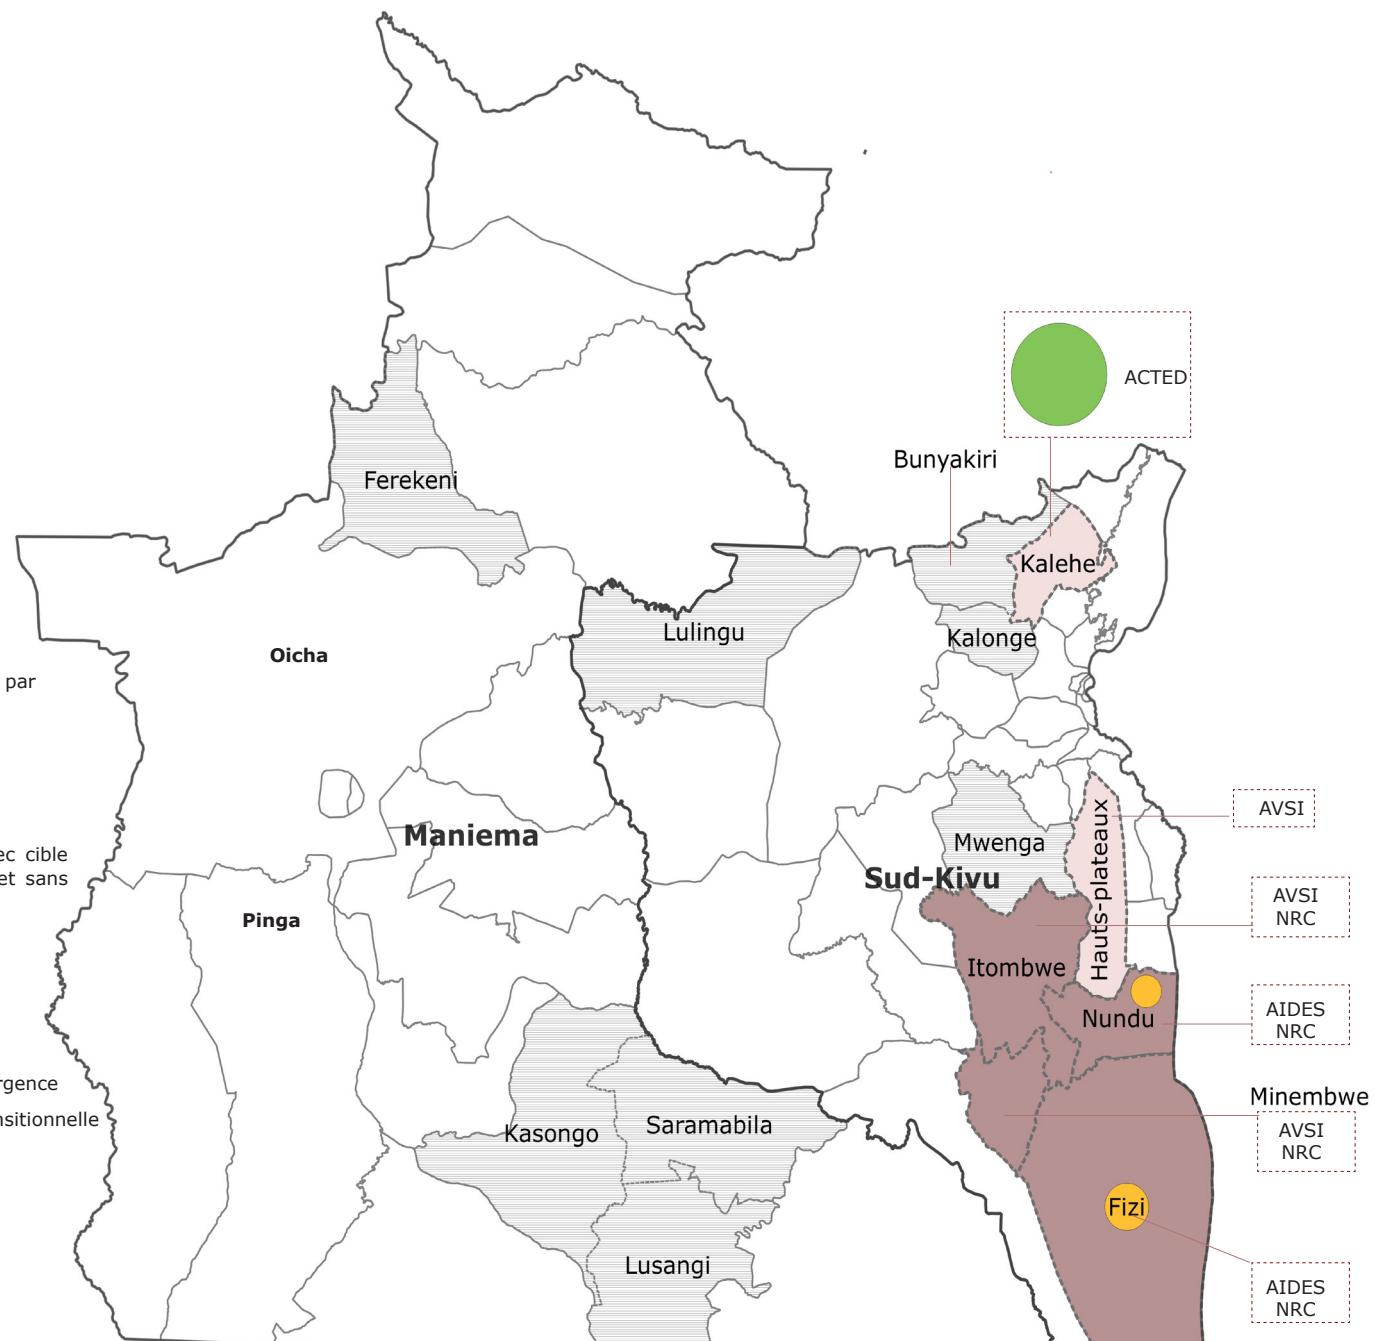 ACTED
Bunyakiri
Ferekeni
Kalehe
Lulingu
Kalonge
Oicha
par
AVSI
Hauts-plateaux
Maniema
Mwenga
ec cible
et sans
Sud-Kivu
AVSI
NRC
Pinga
Itombwe
AIDES
NRC
Nundu
rgence
Minembwe
nsitionnelle
Saramabila
Kasongo
AVSI
NRC
Fizi
Lusangi
AIDES
NRC